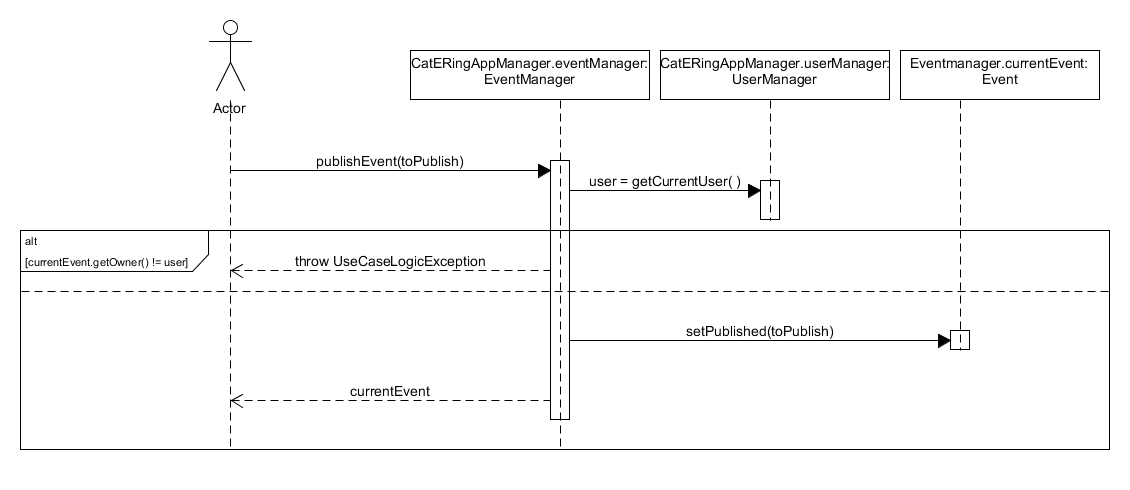 CatERingAppManager.eventManager:
EventManager
CatERingAppManager.userManager:
UserManager
Eventmanager.currentEvent:
Event
Actor
publishEvent(toPublish)
user = getCurrentUser( )
alt
[currentEvent.getOwner() != user]
throw UseCaseLogicException
setPublished(toPublish)
currentEvent